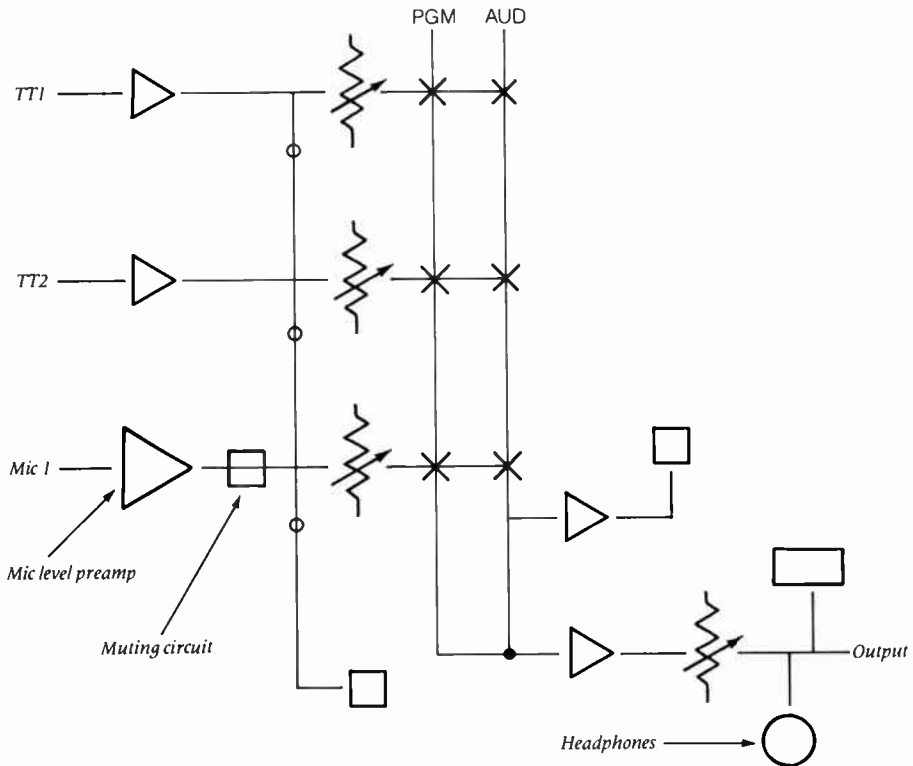 PGM AUD
TT1
TT2
Mic 1
Mic level preamp
Muting circuit
Output
Headphones